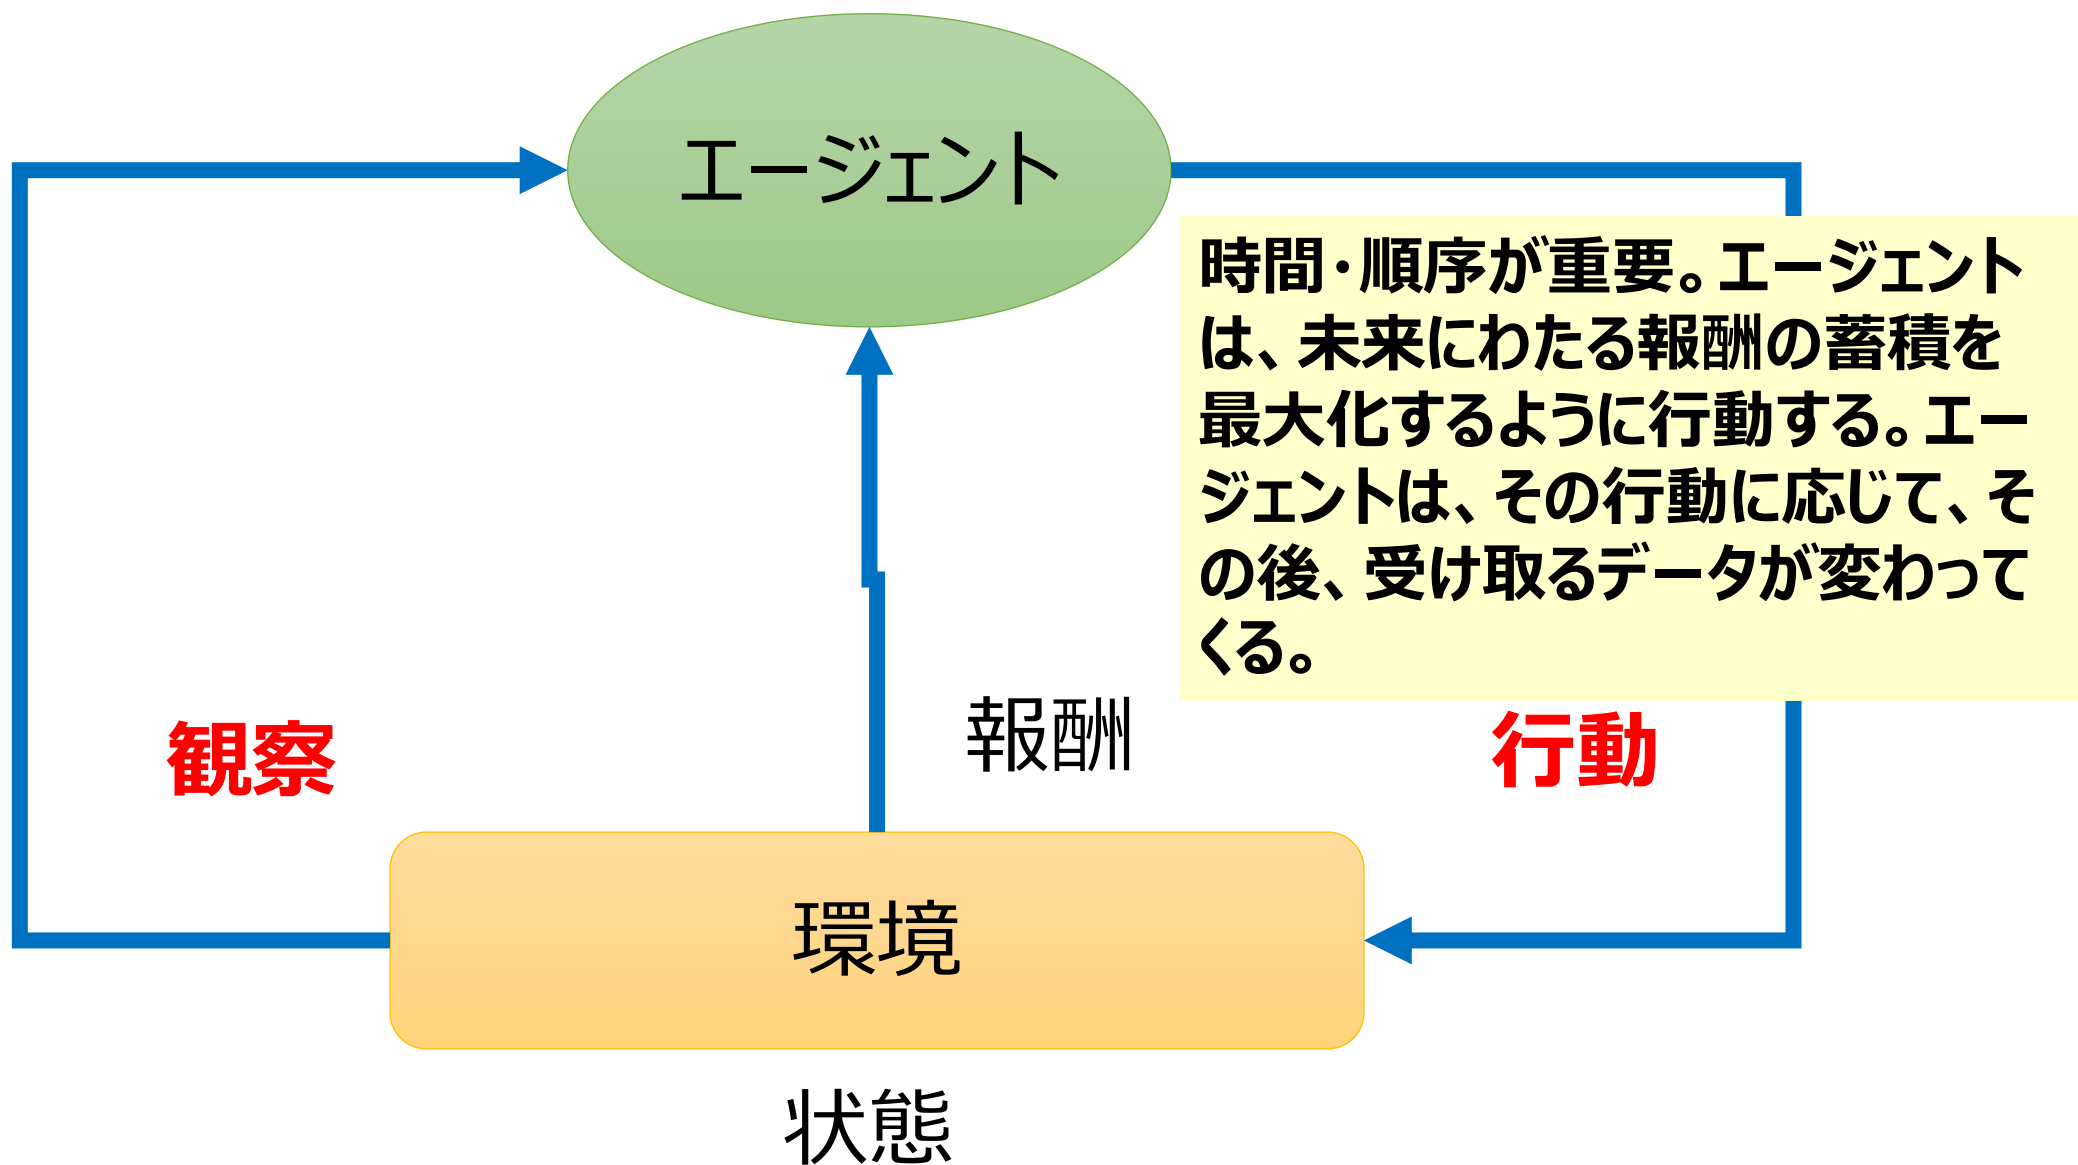 エージェント
時間・順序が重要。エージェント
は、未来にわたる報酬の蓄積を
最大化するように行動する。エー
ジェントは、その行動に応じて、そ
の後、受け取るデータが変わって
くる。
観察
報酬
行動
環境
状態